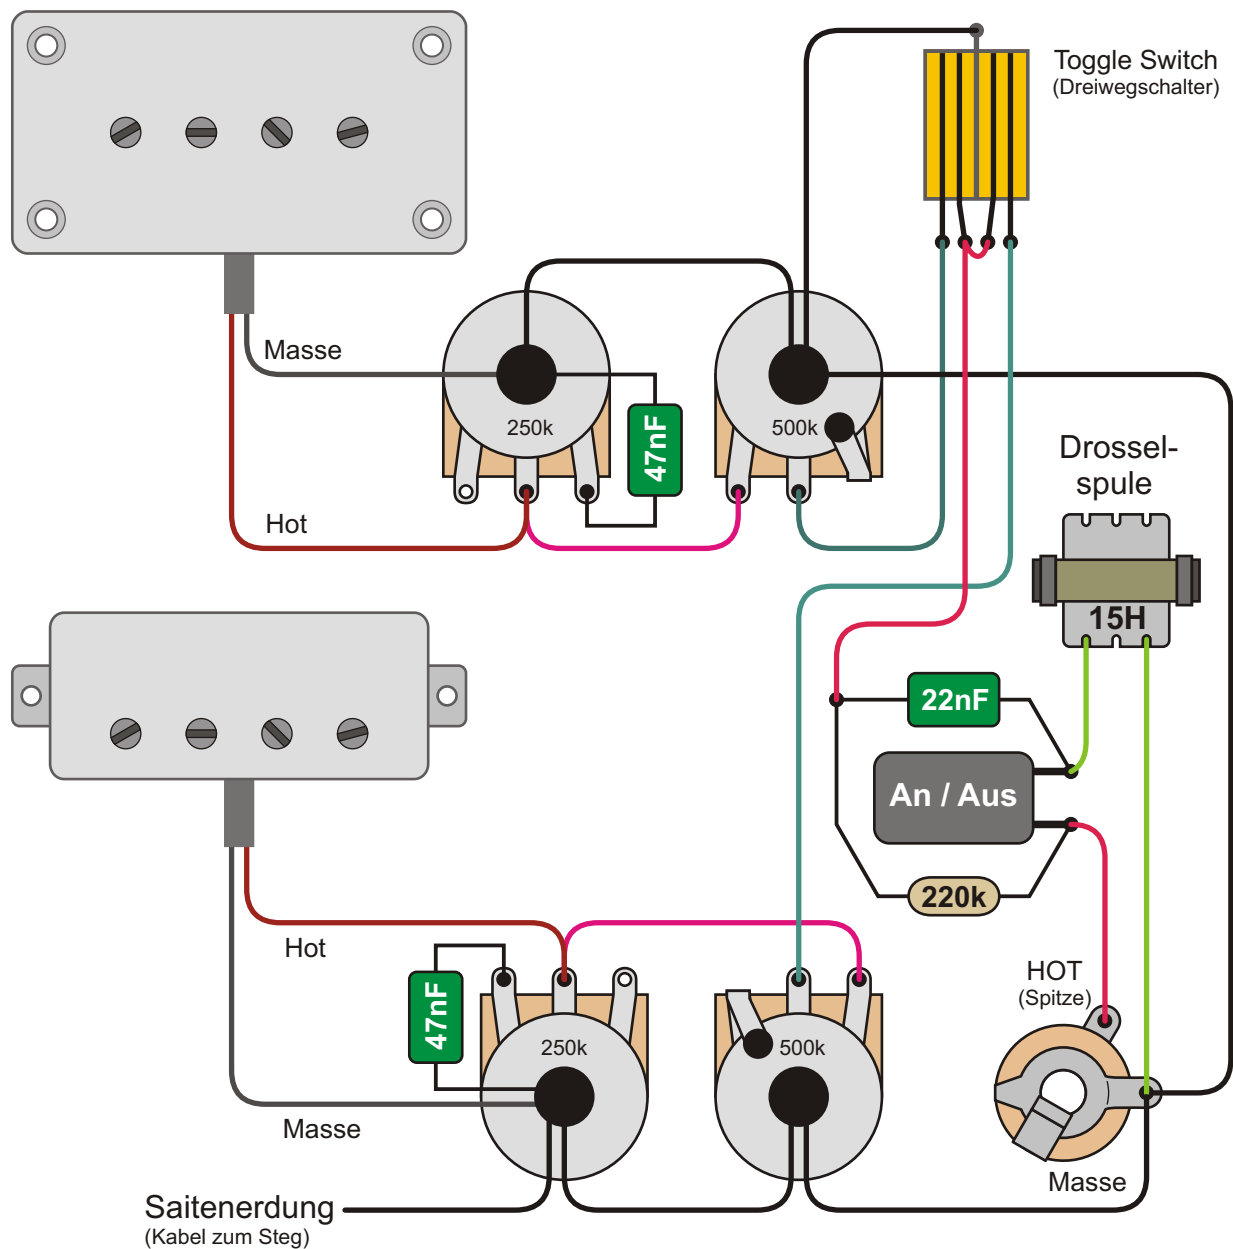 Toggle Switch
(Dreiwegschalter)
Masse
250k
47nF
500k
Hot
Drossel-
spule
15H
22nF
An / Aus
220k
Hot
47nF
250k
500k
HOT
(Spitze)
Masse
Masse
Saitenerdung
(Kabel zum Steg)